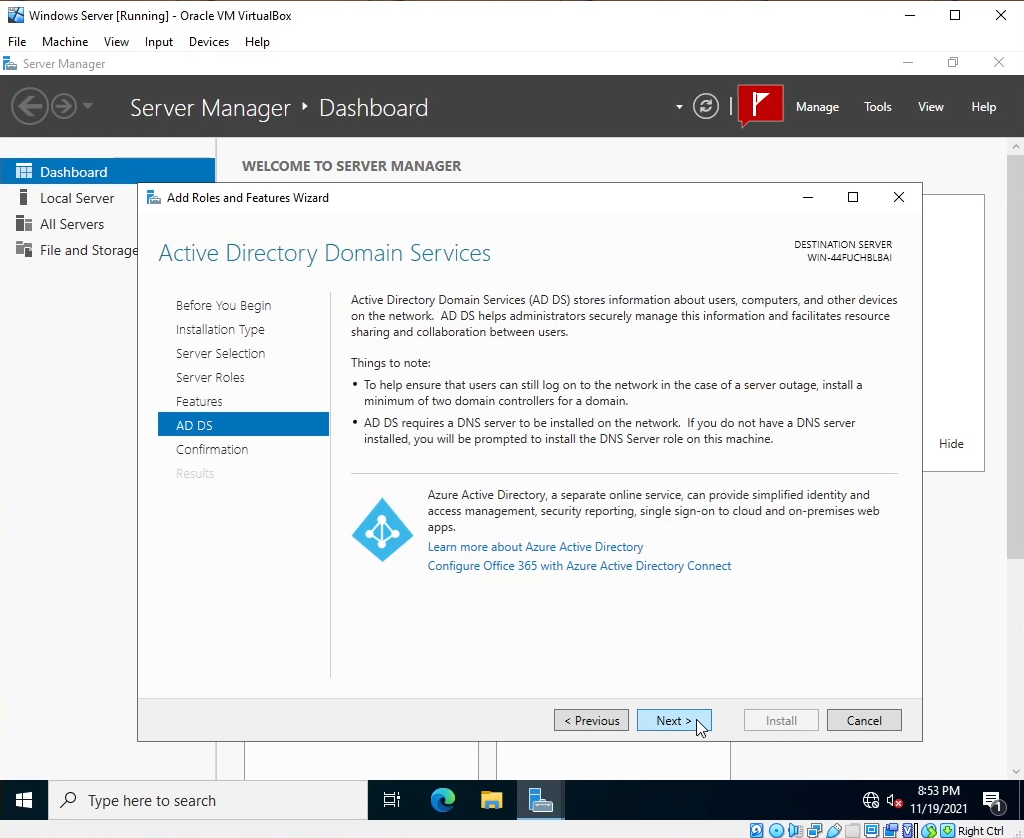 Windows Server [Running] - Oracle VM VirtualBox
File Machine View Input Devices Help
Server Manager
Server Manager ‣ Dashboard
Manage Tools View Help
Dashboard
Local Server
All Servers
File and Storage
WELCOME TO SERVER MANAGER
Hide
Add Roles and Features Wizard
Active Directory Domain Services
DESTINATION SERVER
WIN-44FUCHBLBAI
Before You Begin
Installation Type
Server Selection
Server Roles
Features
AD DS
Confirmation
Results
Active Directory Domain Services (AD DS) stores information about users, computers, and other devices
on the network.  AD DS helps administrators securely manage this information and facilitates resource
sharing and collaboration between users.
Things to note:
• To help ensure that users can still log on to the network in the case of a server outage, install a
minimum of two domain controllers for a domain.
• AD DS requires a DNS server to be installed on the network.  If you do not have a DNS server
installed, you will be prompted to install the DNS Server role on this machine.
Azure Active Directory, a separate online service, can provide simplified identity and
access management, security reporting, single sign-on to cloud and on-premises web
apps.
Learn more about Azure Active Directory
Configure Office 365 with Azure Active Directory Connect
< Previous Next > Install Cancel
Type here to search
8:53 PM
11/19/2021
1
Right Ctrl